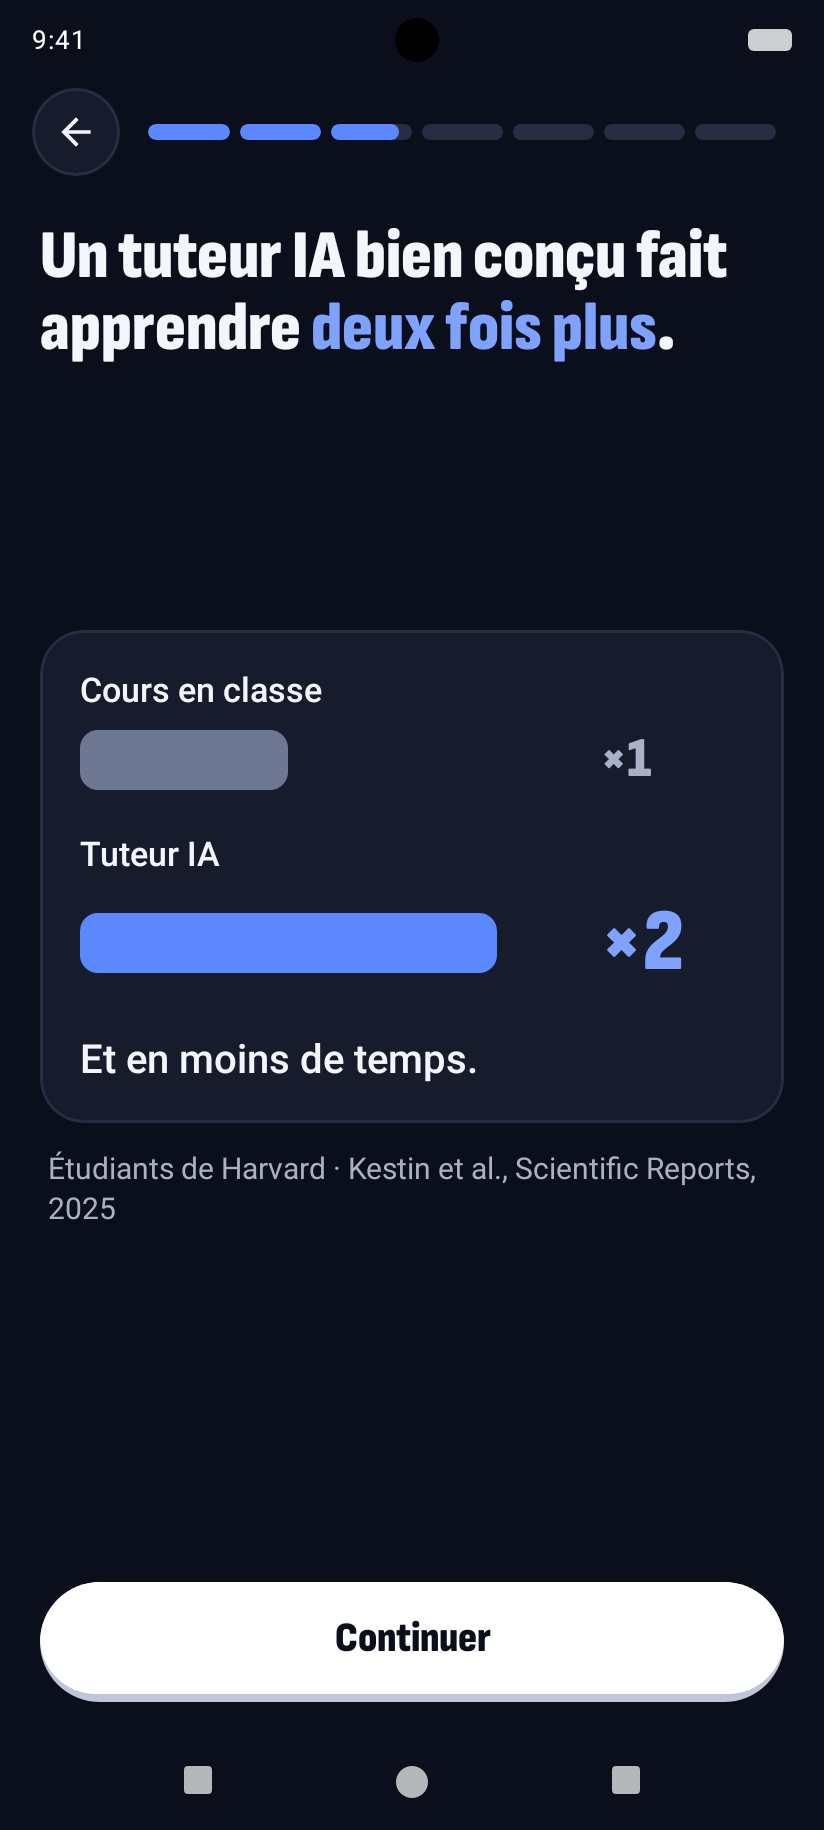 9:41
Un tuteur IA bien conçu fait
apprendre deux fois plus.
Cours en classe
×1
Tuteur IA
×2
Et en moins de temps.
Étudiants de Harvard · Kestin et al., Scientific Reports,
2025
Continuer